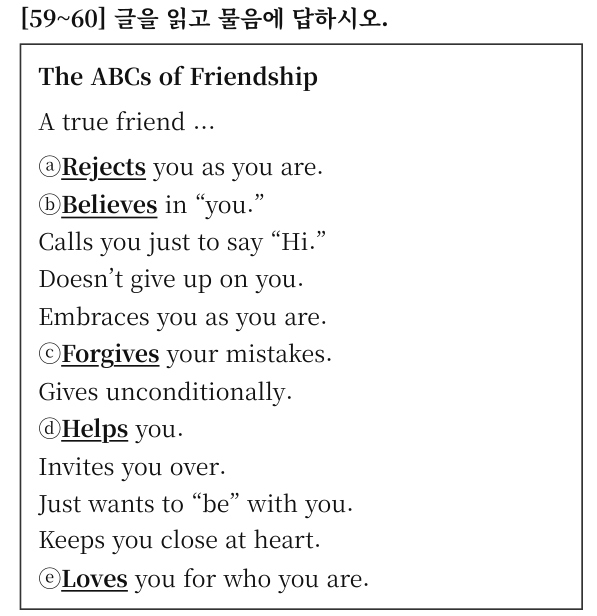 [59~60] 글을 읽고 물음에 답하시오.
The ABCs of Friendship
A true friend …
ⓐRejects you as you are.
ⓑBelieves in “you.”
Calls you just to say “Hi.”
Doesn’t give up on you.
Embraces you as you are.
ⓒForgives your mistakes.
Gives unconditionally.
ⓓHelps you.
Invites you over.
Just wants to “be” with you.
Keeps you close at heart.
ⓔLoves you for who you are.